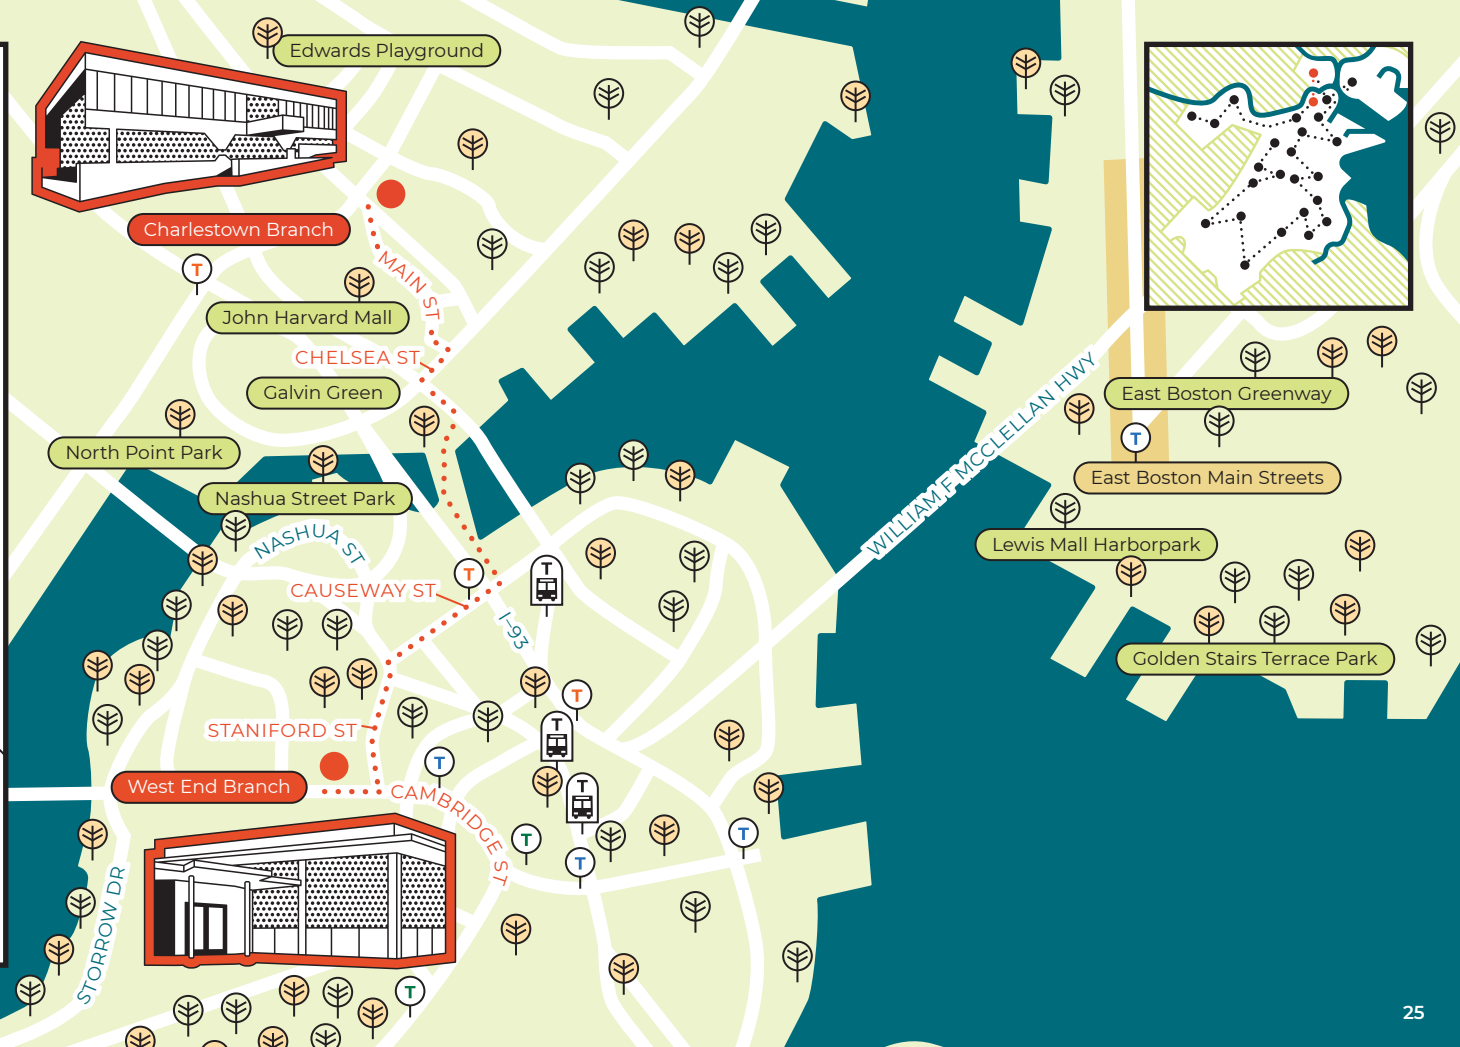 Edwards Playground
Charlestown Branch
T
MAIN ST
John Harvard Mall
CHELSEA ST
Galvin Green
North Point Park
Nashua Street Park
NASHUA ST
CAUSEWAY ST
T
T
I-93
STANIFORD ST
T
T
West End Branch
T
CAMBRIDGE ST
T
T
T
T
STORROW DR
T
WILLIAM F MCCLELLAN HWY
East Boston Greenway
T
East Boston Main Streets
Lewis Mall Harborpark
Golden Stairs Terrace Park
25